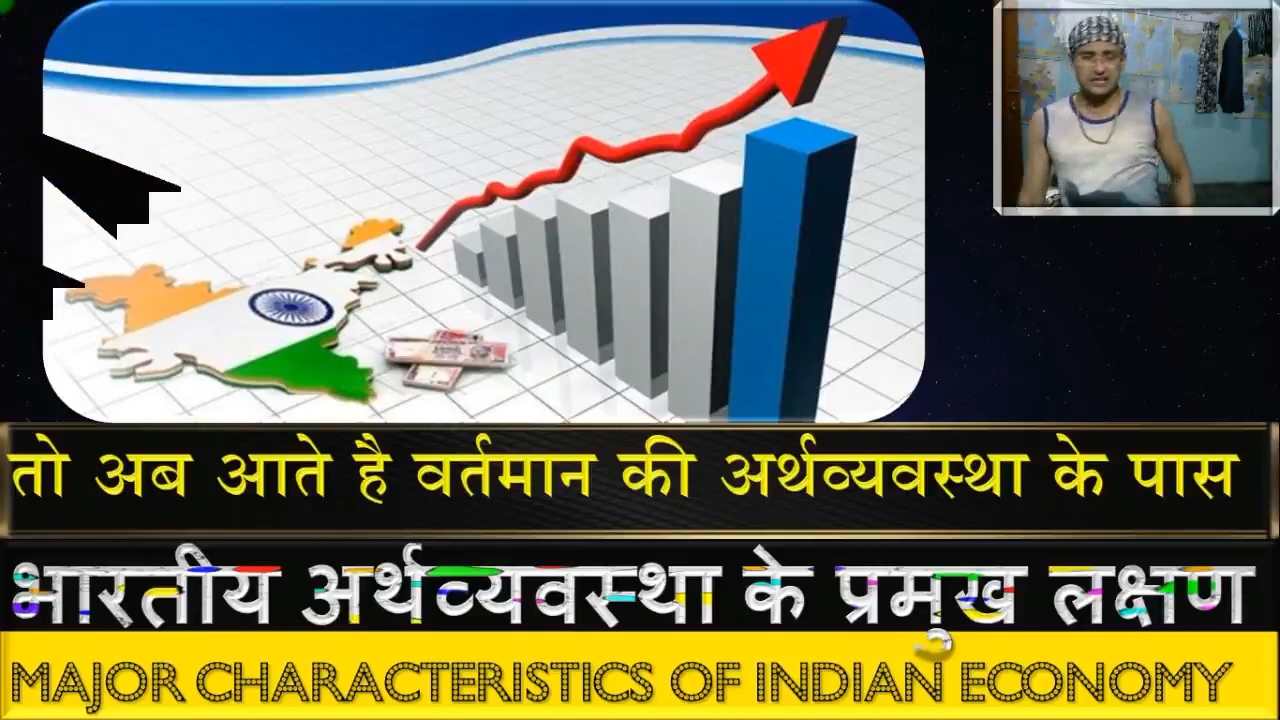 तो अब आते है वर्तमान की अर्थव्यवस्था के पास
भारतीय अर्थव्यवस्था के प्रमुख लक्षण
MAJOR CHARACTERISTICS OF INDIAN ECONOMY